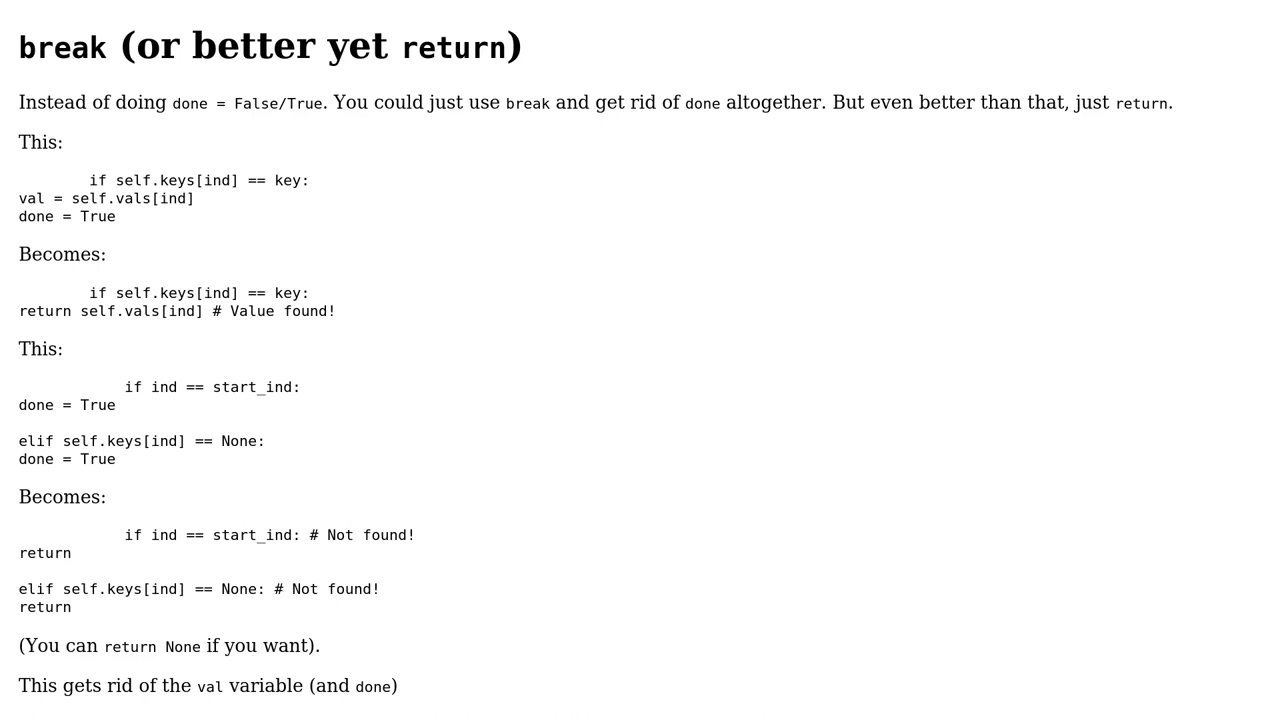 break (or better yet return)
Instead of doing done = False/True. You could just use break and get rid of done altogether. But even better than that, just return.
This:
        if self.keys[ind] == key:
val = self.vals[ind]
done = True
Becomes:
        if self.keys[ind] == key:
return self.vals[ind] # Value found!
This:
            if ind == start_ind:
done = True
elif self.keys[ind] == None:
done = True
Becomes:
            if ind == start_ind: # Not found!
return
elif self.keys[ind] == None: # Not found!
return
(You can return None if you want).
This gets rid of the val variable (and done)